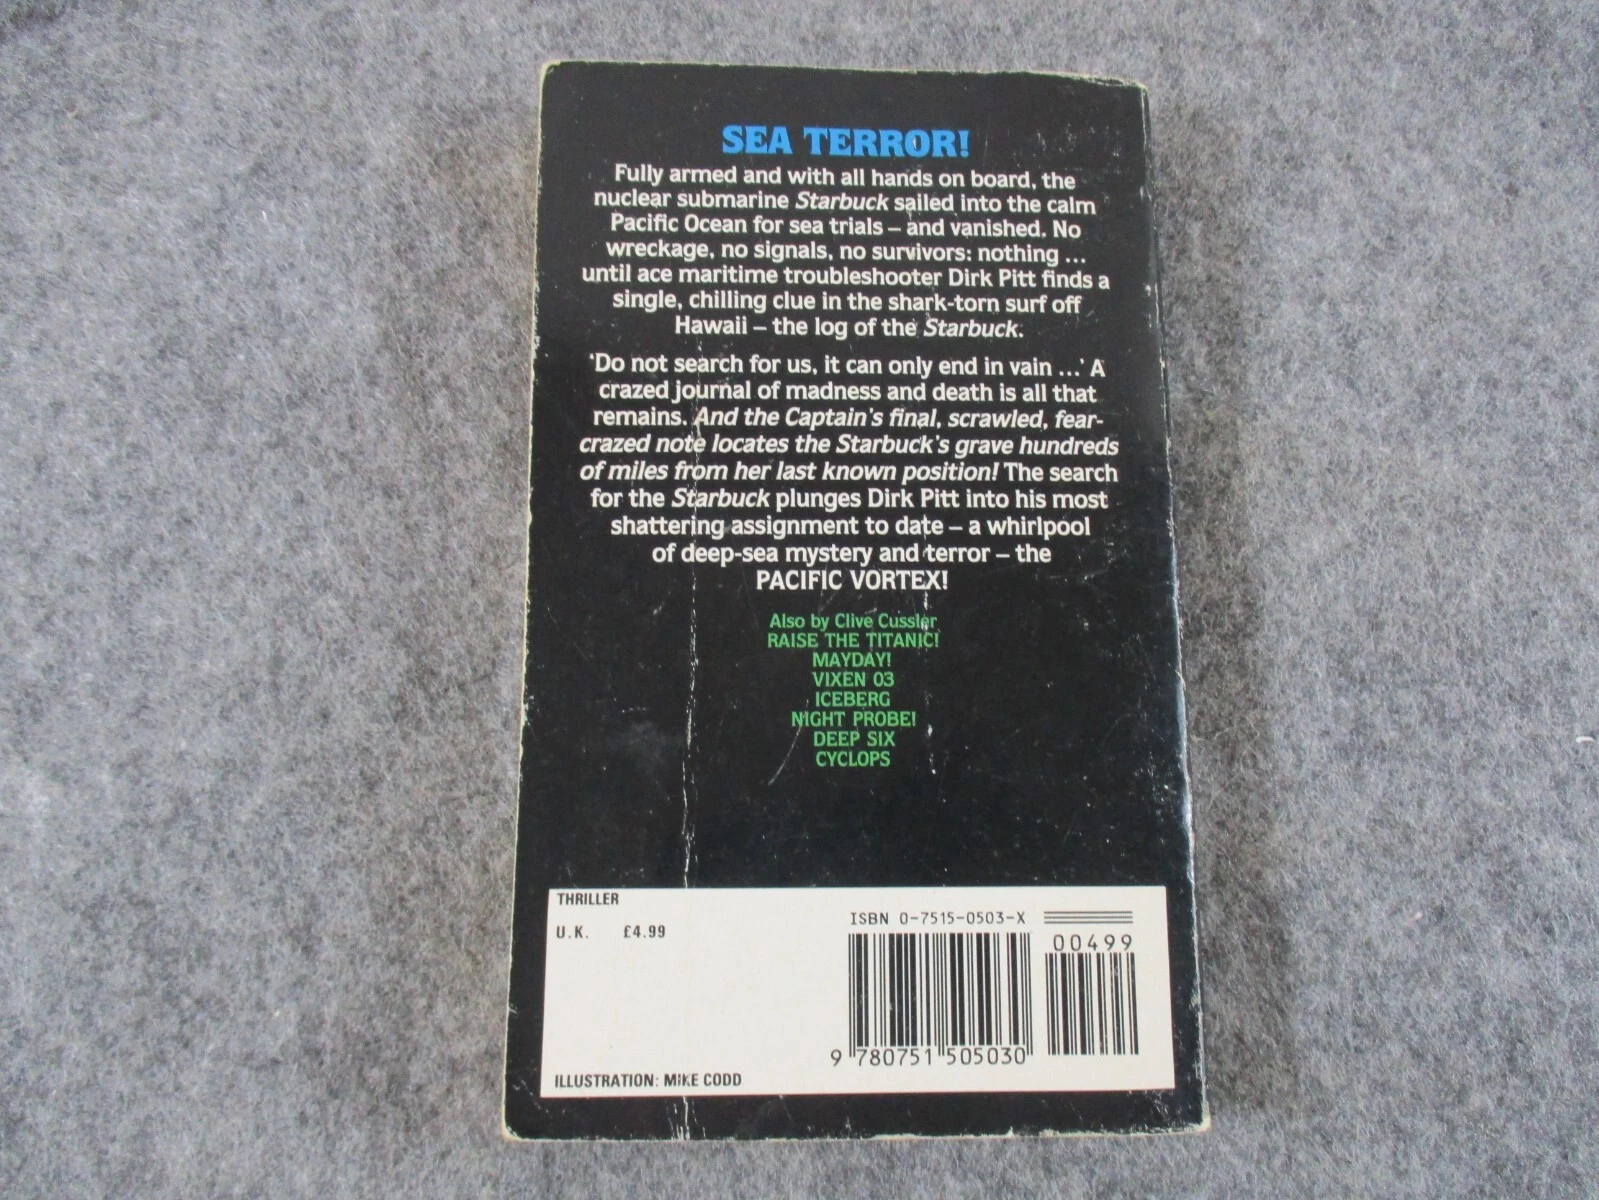 SEA TERROR!
Fully armed and with all hands on board, the
nuclear submarine Starbuck sailed into the calm
Pacific Ocean for sea trials – and vanished. No
wreckage, no signals, no survivors: nothing ...
until ace maritime troubleshooter Dirk Pitt finds a
single, chilling clue in the shark-torn surf off
Hawaii – the log of the Starbuck.
'Do not search for us, it can only end in vain ...' A
crazed journal of madness and death is all that
remains. And the Captain's final, scrawled, fear-
crazed note locates the Starbuck's grave hundreds
of miles from her last known position! The search
for the Starbuck plunges Dirk Pitt into his most
shattering assignment to date – a whirlpool
of deep-sea mystery and terror – the
PACIFIC VORTEX!
Also by Clive Cussler
RAISE THE TITANIC!
MAYDAY!
VIXEN 03
ICEBERG
NIGHT PROBE!
DEEP SIX
CYCLOPS
THRILLER
U.K. £4.99
ISBN 0-7515-0503-X
00499
9 780751 505030
ILLUSTRATION: MIKE CODD